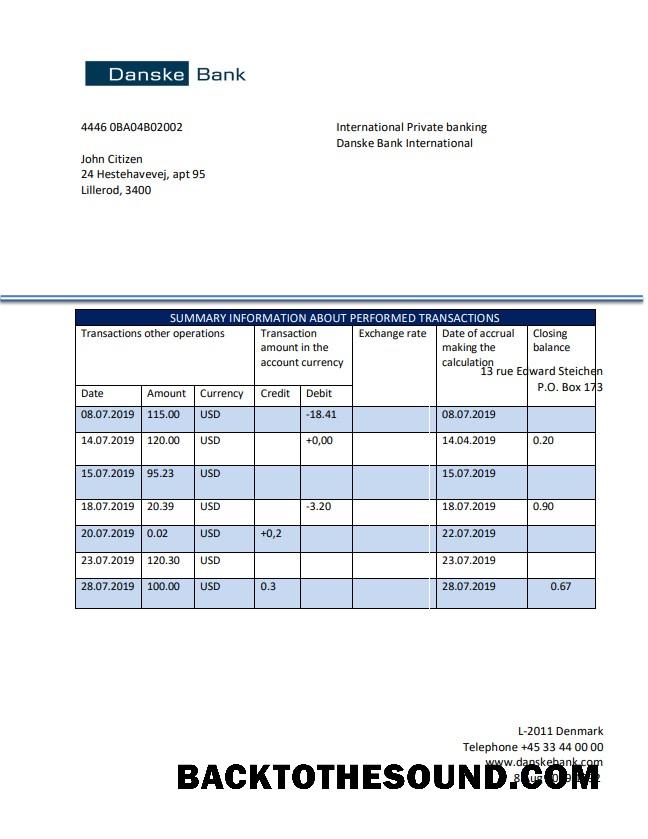 Danske Bank
4446 0BA04B02002
International Private banking
Danske Bank International
John Citizen
24 Hestehavevej, apt 95
Lillerod, 3400
SUMMARY INFORMATION ABOUT PERFORMED TRANSACTIONS
Transactions other operations
Transaction
amount in the
account currency
Exchange rate
Date of accrual
making the
calculation
Closing
balance
13 rue Edward Steichen
P.O. Box 173
Date Amount Currency Credit Debit
08.07.2019 115.00 USD -18.41 08.07.2019
14.07.2019 120.00 USD +0,00 14.04.2019 0.20
15.07.2019 95.23 USD 15.07.2019
18.07.2019 20.39 USD -3.20 18.07.2019 0.90
20.07.2019 0.02 USD +0,2 22.07.2019
23.07.2019 120.30 USD 23.07.2019
28.07.2019 100.00 USD 0.3 28.07.2019 0.67
L-2011 Denmark
Telephone +45 33 44 00 00
www.danskebank.com
BACKTOTHESOUND.COM